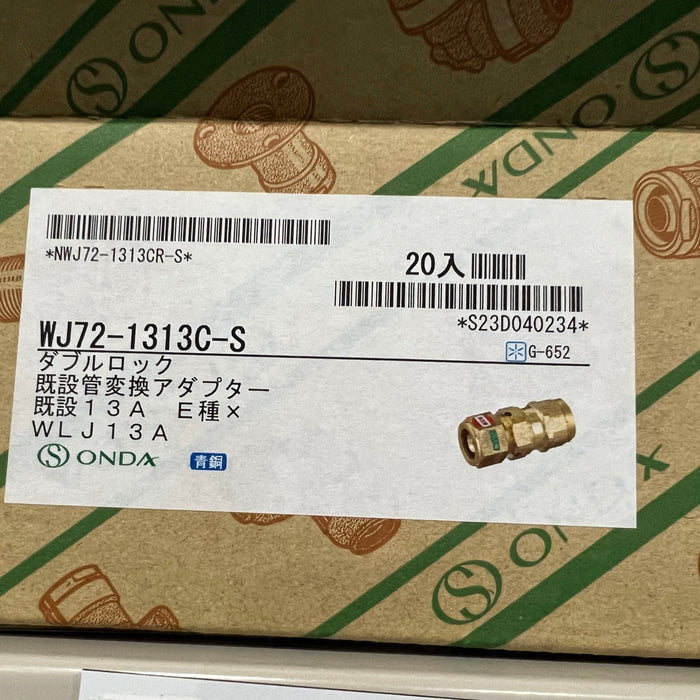 ONDA
ONDA
*NWJ72-1313CR-S*
20入
*S23D040234*
WJ72-1313C-S
G-652
ダブルロック
既設管変換アダプター
既設13A E種×
WLJ13A
ONDA
青銅